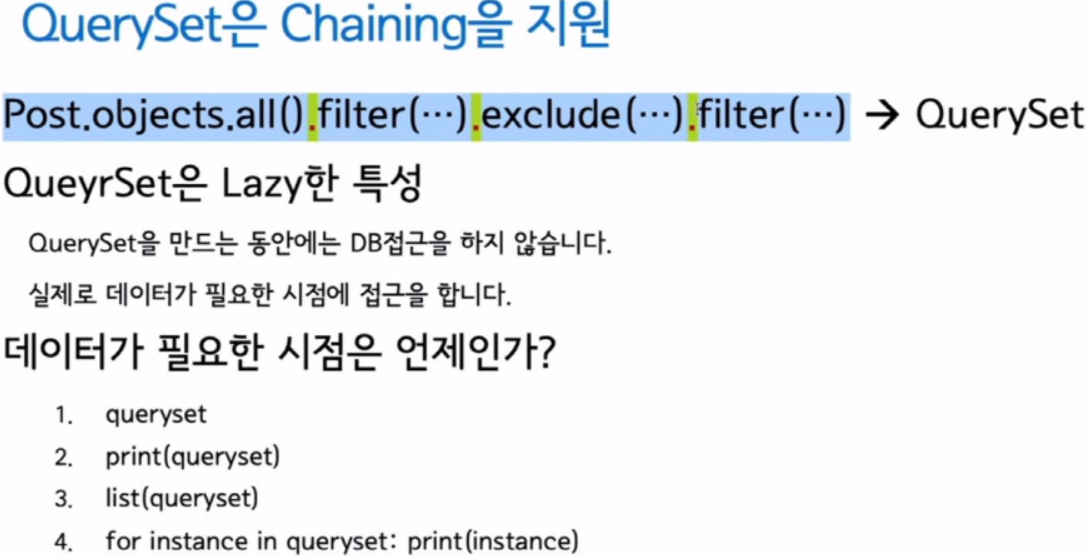 QuerySet은 Chaining을 지원
Post.objects.all().filter(…).exclude(…).filter(…) → QuerySet
QueyrSet은 Lazy한 특성
QuerySet을 만드는 동안에는 DB접근을 하지 않습니다.
실제로 데이터가 필요한 시점에 접근을 합니다.
데이터가 필요한 시점은 언제인가?
1. queryset
2. print(queryset)
3. list(queryset)
4. for instance in queryset: print(instance)